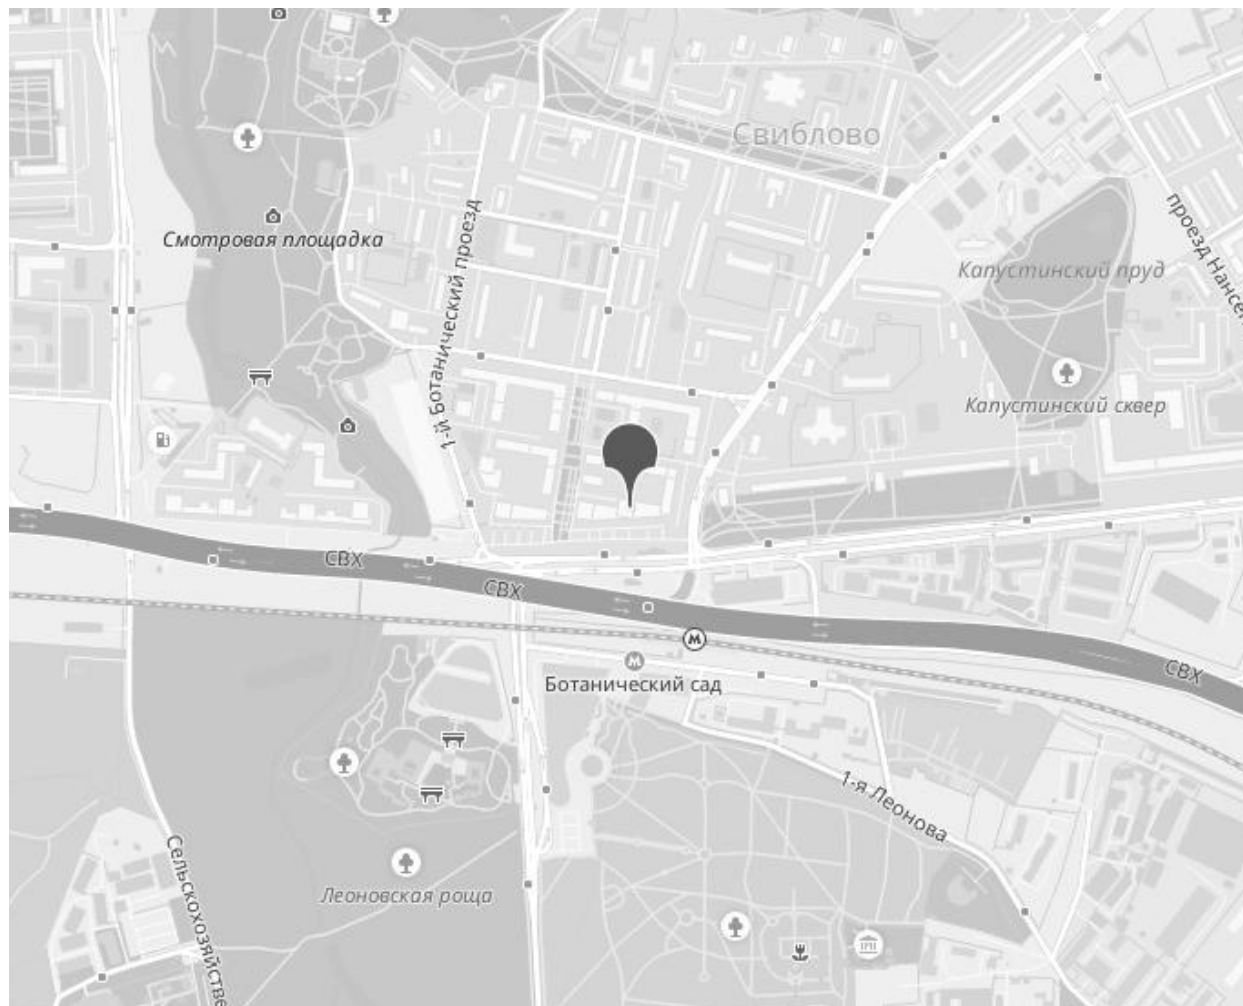 Свиблово
1-й Ботанический проезд
проезд Нансе
Смотровая площадка
Капустинский пруд
Капустинский сквер
СВХ
СВХ
М
М
СВХ
Ботанический сад
1-я Леонова
Сельскохозяйстве
Леоновская роща